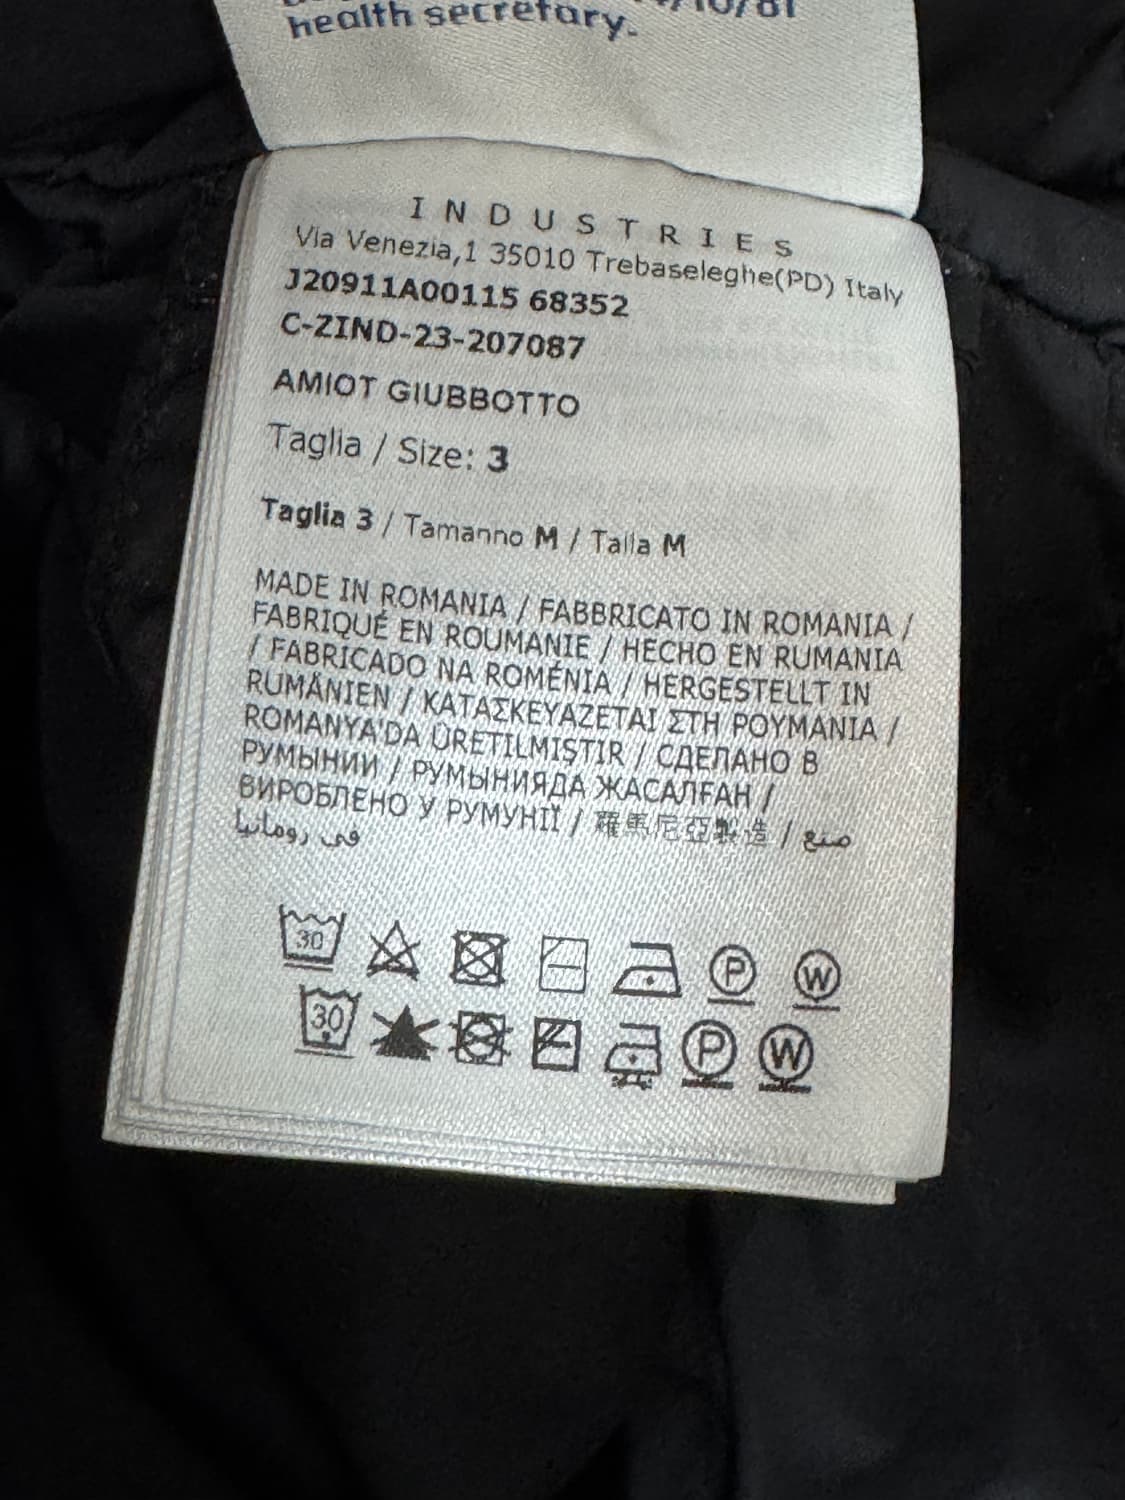 /10/81
health secretary.
INDUSTRIES
Via Venezia,1 35010 Trebaseleghe(PD) Italy
J20911A00115 68352
C-ZIND-23-207087
AMIOT GIUBBOTTO
Taglia / Size: 3
Taglia 3 / Tamanno M / Talla M
MADE IN ROMANIA / FABBRICATO IN ROMANIA /
FABRIQUÉ EN ROUMANIE / HECHO EN RUMANIA
/ FABRICADO NA ROMÉNIA / HERGESTELLT IN
RUMÄNIEN / ΚΑΤΑΣΚΕΥΑΖΕΤΑΙ ΣΤΗ ΡΟΥΜΑΝΙΑ /
ROMANYA'DA ÜRETILMIŞTIR / СДЕЛАНО В
РУМЫНИИ / РУМЫНИЯДА ЖАСАЛҒАН /
ВИРОБЛЕНО У РУМУНІЇ / 羅馬尼亞製造 / صنع
في رومانيا
30 P W
30 P W